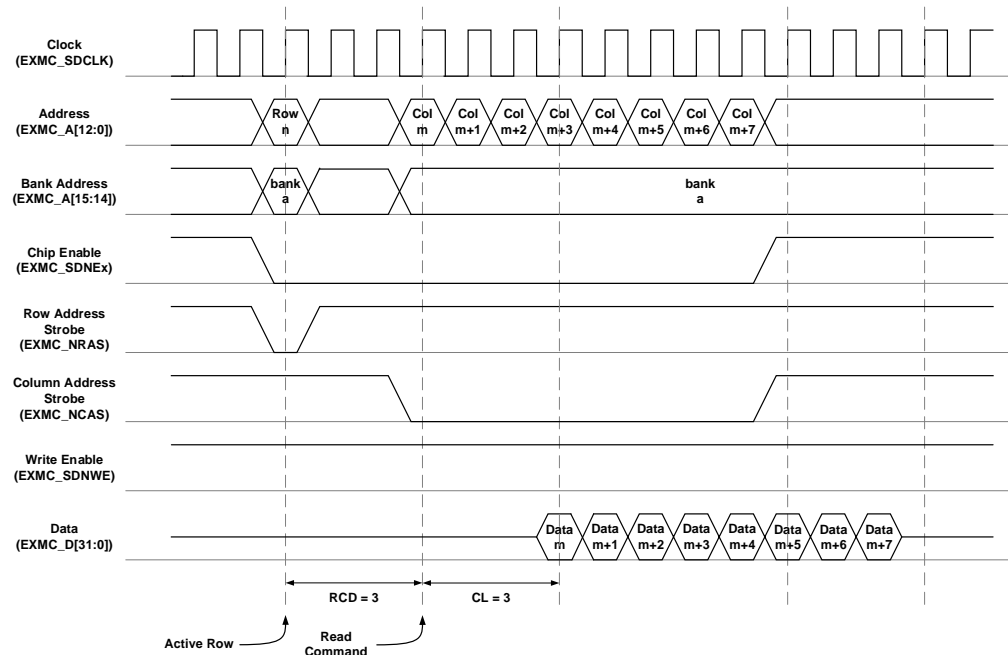 Clock
(EXMC_SDCLK)
Address
(EXMC_A[12:0])
Row
n
Col
m
Col
m+1
Col
m+2
Col
m+3
Col
m+4
Col
m+5
Col
m+6
Col
m+7
Bank Address
(EXMC_A[15:14])
bank
a
bank
a
Chip Enable
(EXMC_SDNEx)
Row Address
Strobe
(EXMC_NRAS)
Column Address
Strobe
(EXMC_NCAS)
Write Enable
(EXMC_SDNWE)
Data
(EXMC_D[31:0])
Data
m
Data
m+1
Data
m+2
Data
m+3
Data
m+4
Data
m+5
Data
m+6
Data
m+7
RCD = 3
CL = 3
Active Row
Read
Command